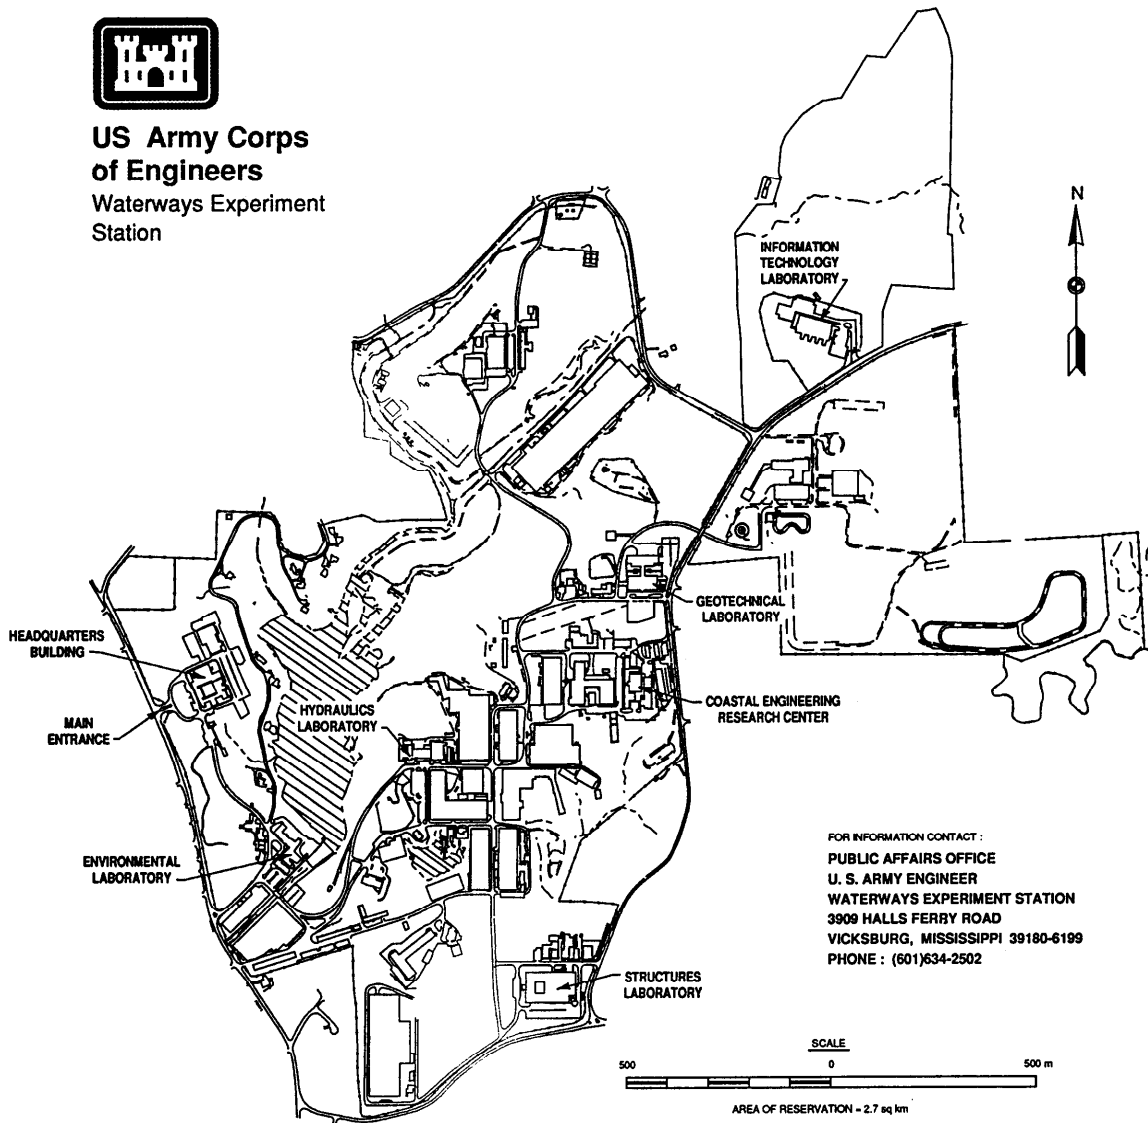 US Army Corps
of Engineers
Waterways Experiment
Station
N
INFORMATION
TECHNOLOGY
LABORATORY
GEOTECHNICAL
LABORATORY
HEADQUARTERS
BUILDING
MAIN
ENTRANCE
HYDRAULICS
LABORATORY
COASTAL ENGINEERING
RESEARCH CENTER
ENVIRONMENTAL
LABORATORY
STRUCTURES
LABORATORY
FOR INFORMATION CONTACT :
PUBLIC AFFAIRS OFFICE
U. S. ARMY ENGINEER
WATERWAYS EXPERIMENT STATION
3909 HALLS FERRY ROAD
VICKSBURG, MISSISSIPPI 39180-6199
PHONE : (601)634-2502
SCALE
500 0 500 m
AREA OF RESERVATION - 2.7 sq km